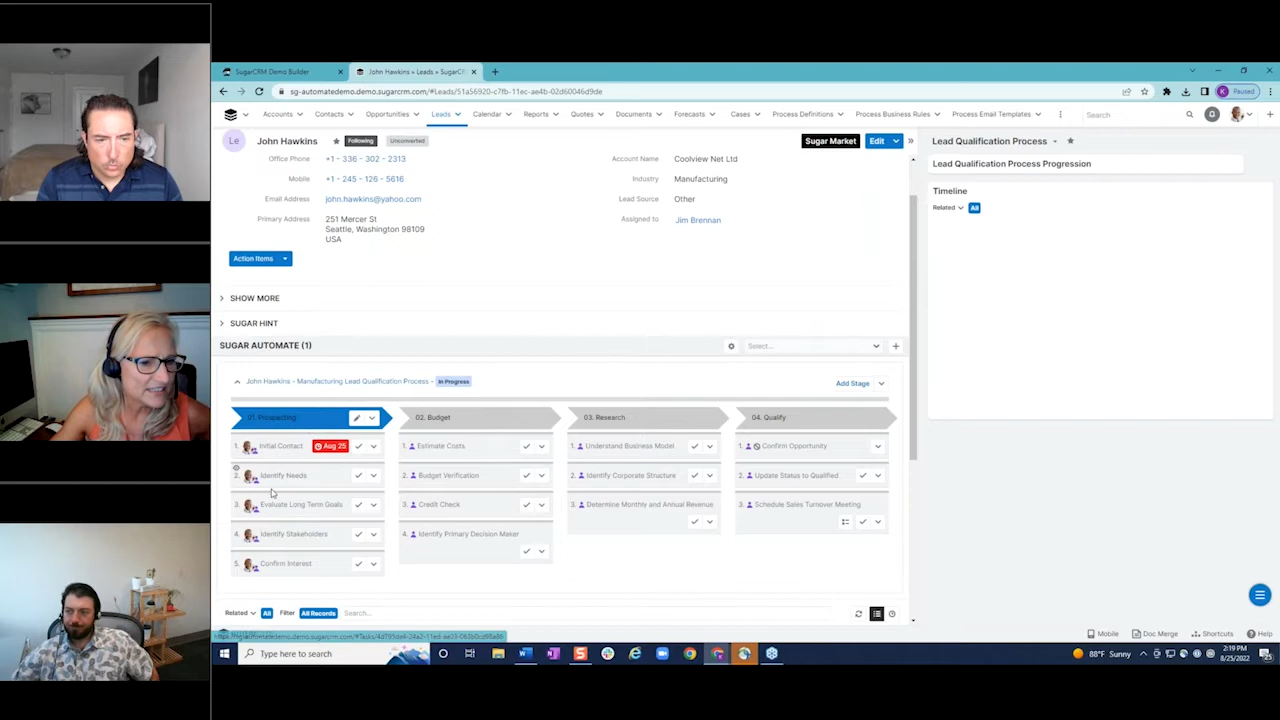 SugarCRM Demo Builder
John Hawkins » Leads » SugarCR
sg-automatedemo.demo.sugarcrm.com/#Leads/51a56920-c7fb-11ec-ae4b-02d60046d9de
Paused
Accounts Contacts Opportunities Leads Calendar Reports Quotes Documents Forecasts Cases Process Definitions Process Business Rules Process Email Templates Search
Le John Hawkins Following Unconverted Sugar Market Edit
Office Phone +1 - 336 - 302 - 2313 Account Name Coolview Net Ltd
Mobile +1 - 245 - 126 - 5616 Industry Manufacturing
Email Address john.hawkins@yahoo.com Lead Source Other
Primary Address 251 Mercer St Assigned to Jim Brennan
Seattle, Washington 98109
USA
Action Items
SHOW MORE
SUGAR HINT
SUGAR AUTOMATE (1) Select...
John Hawkins - Manufacturing Lead Qualification Process - In Progress Add Stage
01. Prospecting 02. Budget 03. Research 04. Qualify
1. Initial Contact Aug 25 1. Estimate Costs 1. Understand Business Model 1. Confirm Opportunity
2. Identify Needs 2. Budget Verification 2. Identify Corporate Structure 2. Update Status to Qualified
3. Evaluate Long Term Goals 3. Credit Check 3. Determine Monthly and Annual Revenue 3. Schedule Sales Turnover Meeting
4. Identify Stakeholders 4. Identify Primary Decision Maker
5. Confirm Interest
Related All Filter All Records Search...
Lead Qualification Process
Lead Qualification Process Progression
Timeline
Related All
Mobile Doc Merge Shortcuts Help
Type here to search
88°F Sunny
2:19 PM
8/25/2022